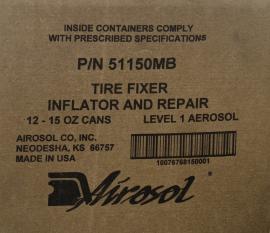 INSIDE CONTAINERS COMPLY
WITH PRESCRIBED SPECIFICATIONS
P/N 51150MB
TIRE FIXER
INFLATOR AND REPAIR
12 - 15 OZ CANS LEVEL 1 AEROSOL
AIROSOL CO, INC.
NEODESHA, KS 66757
MADE IN USA
10076768150001
Airosol®